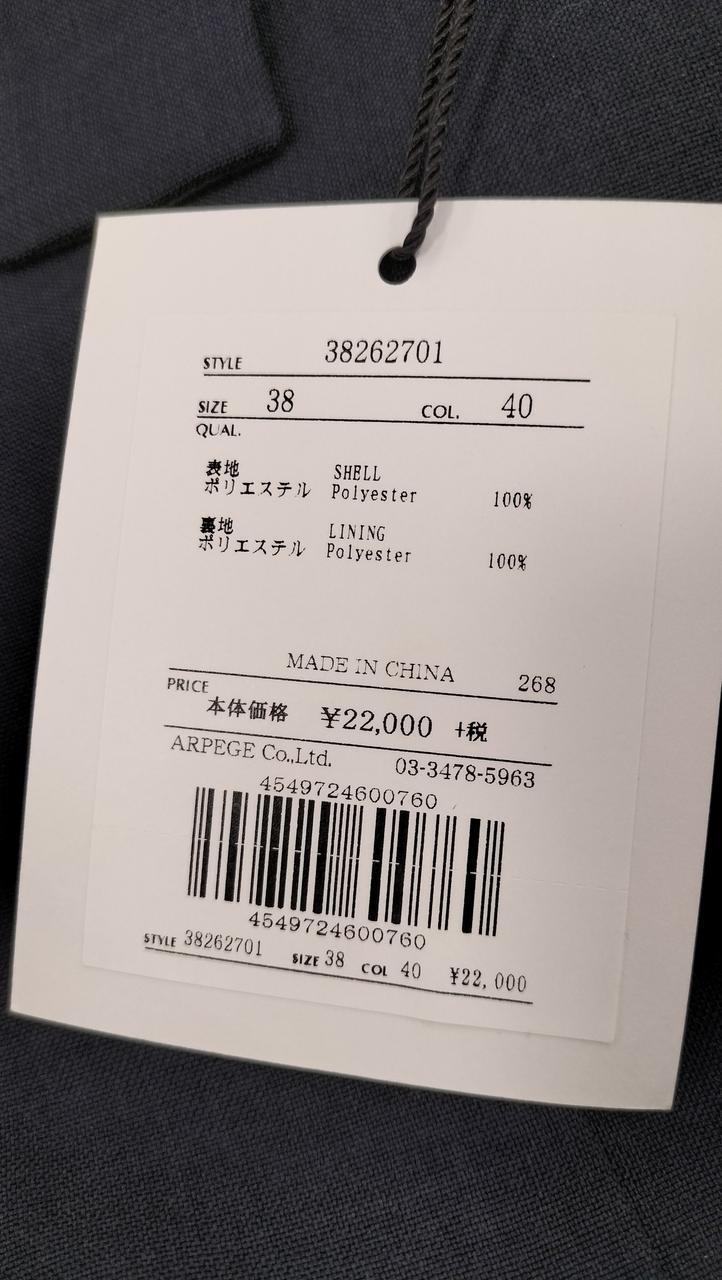 STYLE 38262701
SIZE 38 COL. 40
QUAL.
表地 SHELL
ポリエステル Polyester 100%
裏地 LINING
ポリエステル Polyester 100%
MADE IN CHINA 268
PRICE
本体価格 ¥22,000 +税
ARPEGE Co.,Ltd. 03-3478-5963
4549724600760
4549724600760
STYLE 38262701 SIZE 38 COL 40 ¥22,000